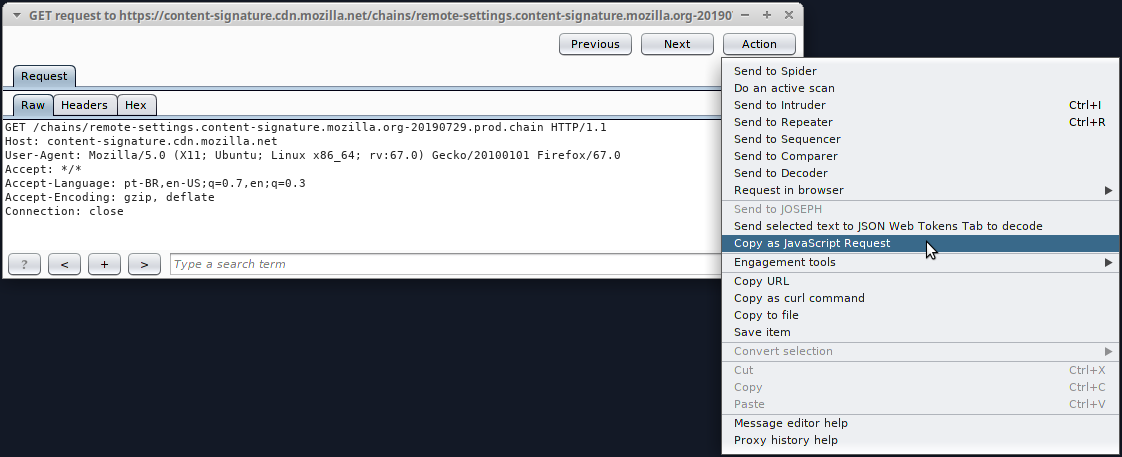 GET request to https://content-signature.cdn.mozilla.net/chains/remote-settings.content-signature.mozilla.org-20190
Previous Next Action
Request
Raw Headers Hex
GET /chains/remote-settings.content-signature.mozilla.org-20190729.prod.chain HTTP/1.1
Host: content-signature.cdn.mozilla.net
User-Agent: Mozilla/5.0 (X11; Ubuntu; Linux x86_64; rv:67.0) Gecko/20100101 Firefox/67.0
Accept: */*
Accept-Language: pt-BR,en-US;q=0.7,en;q=0.3
Accept-Encoding: gzip, deflate
Connection: close
? < + > Type a search term
Send to Spider
Do an active scan
Send to Intruder Ctrl+I
Send to Repeater Ctrl+R
Send to Sequencer
Send to Comparer
Send to Decoder
Request in browser
Send to JOSEPH
Send selected text to JSON Web Tokens Tab to decode
Copy as JavaScript Request
Engagement tools
Copy URL
Copy as curl command
Copy to file
Save item
Convert selection
Cut Ctrl+X
Copy Ctrl+C
Paste Ctrl+V
Message editor help
Proxy history help